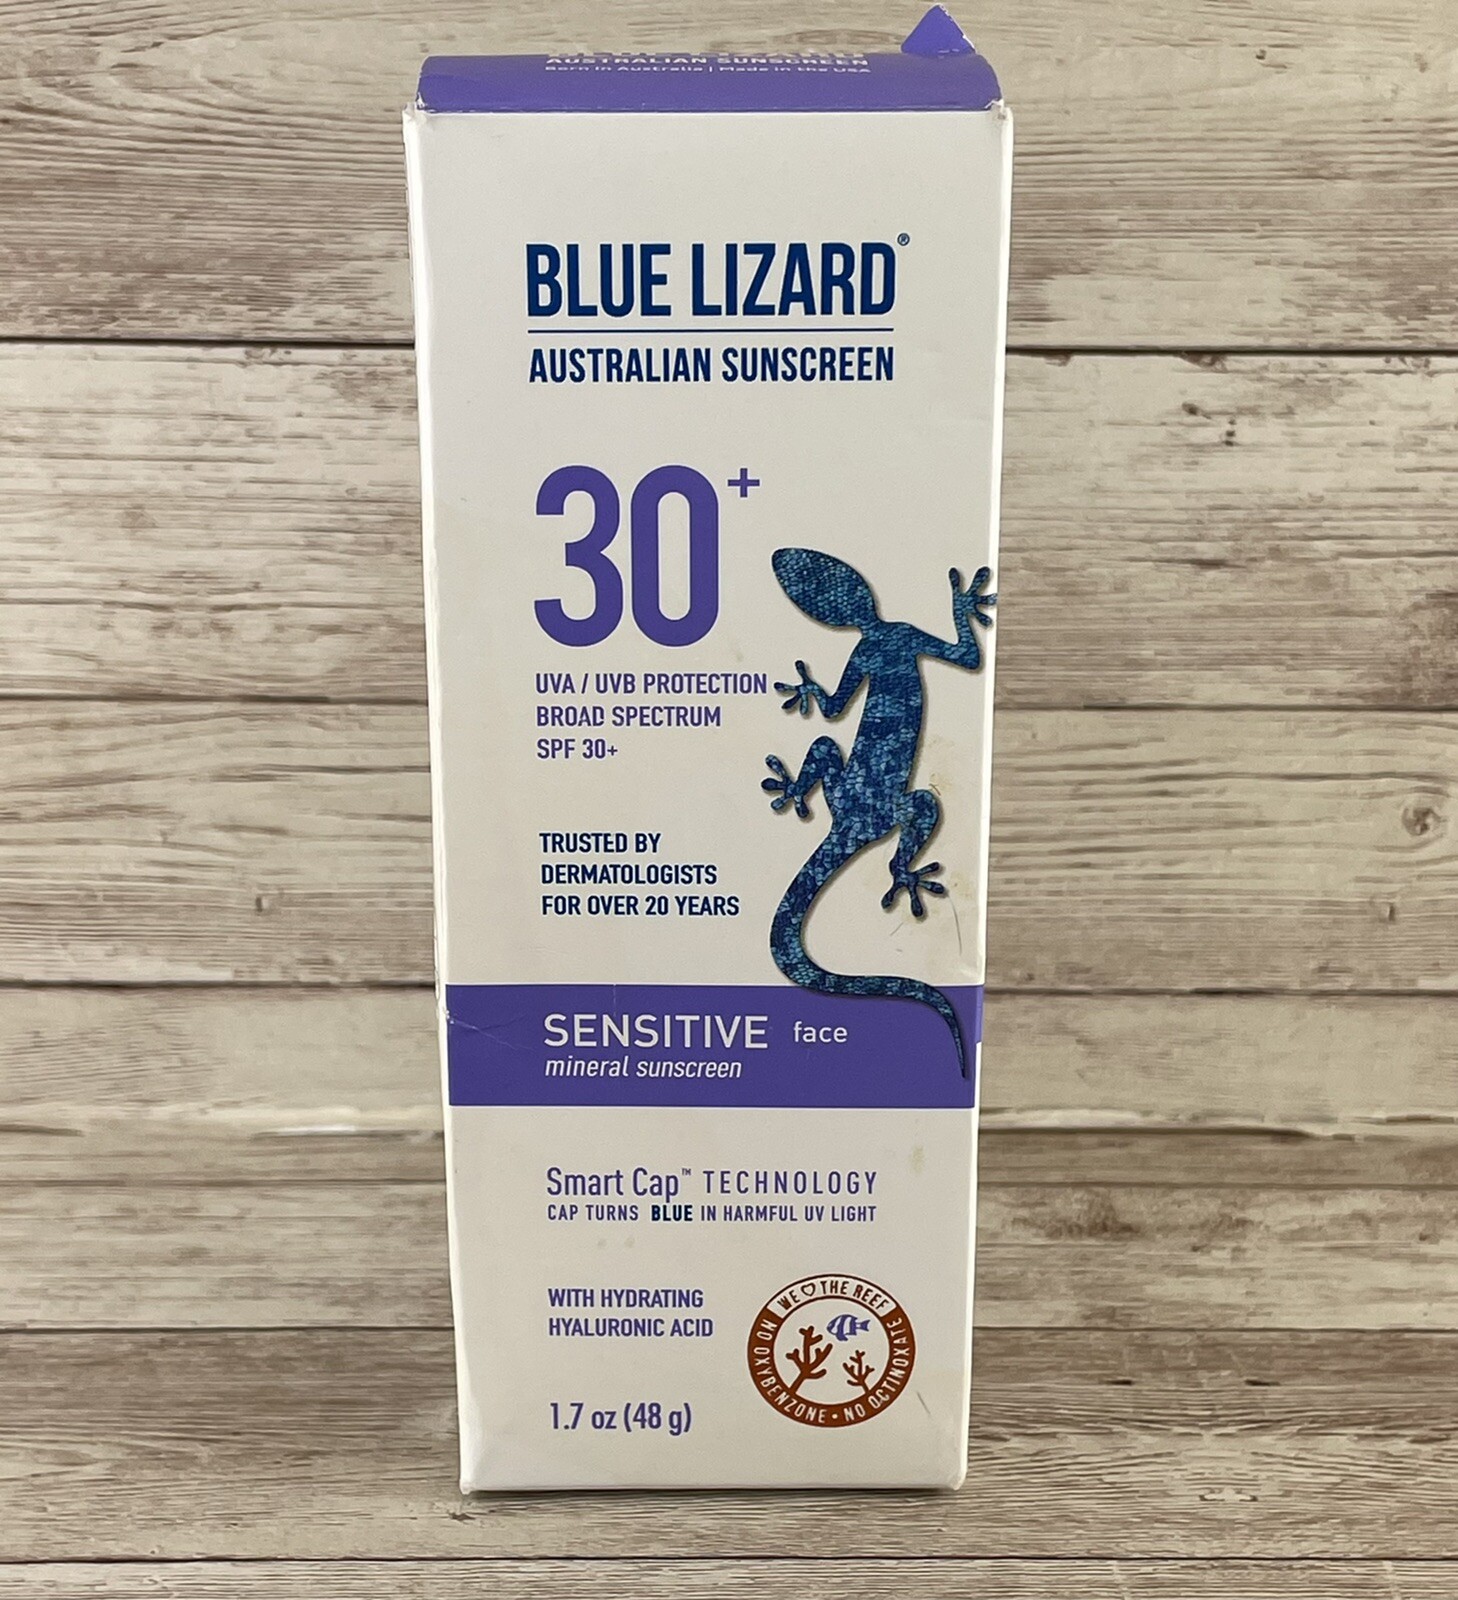 AUSTRALIAN SUNSCREEN
Born in Australia | Made in the USA
BLUE LIZARD®
AUSTRALIAN SUNSCREEN
30+
UVA / UVB PROTECTION
BROAD SPECTRUM
SPF 30+
TRUSTED BY
DERMATOLOGISTS
FOR OVER 20 YEARS
SENSITIVE face
mineral sunscreen
Smart Cap™ TECHNOLOGY
CAP TURNS BLUE IN HARMFUL UV LIGHT
WITH HYDRATING
HYALURONIC ACID
WE ♡ THE REEF
NO OXYBENZONE • NO OCTINOXATE
1.7 oz (48 g)